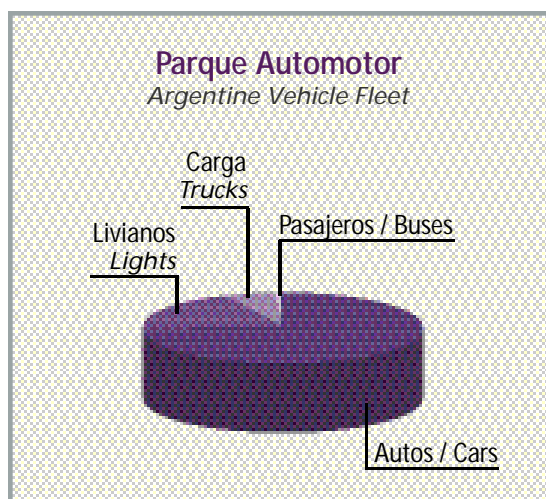 Parque Automotor
Argentine Vehicle Fleet
Carga
Trucks
Pasajeros / Buses
Livianos
Lights
Autos / Cars